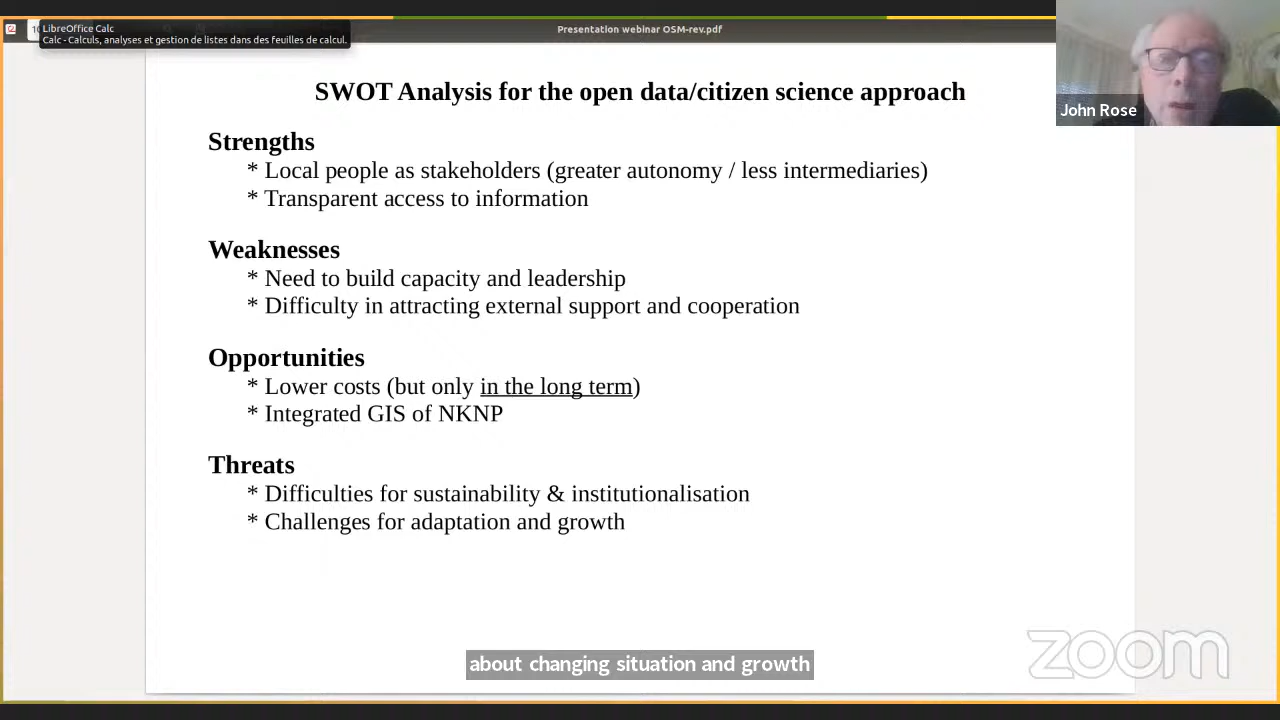 LibreOffice Calc
Calc - Calculs, analyses et gestion de listes dans des feuilles de calcul.
Presentation webinar OSM-rev.pdf
John Rose
SWOT Analysis for the open data/citizen science approach
Strengths
* Local people as stakeholders (greater autonomy / less intermediaries)
* Transparent access to information
Weaknesses
* Need to build capacity and leadership
* Difficulty in attracting external support and cooperation
Opportunities
* Lower costs (but only in the long term)
* Integrated GIS of NKNP
Threats
* Difficulties for sustainability & institutionalisation
* Challenges for adaptation and growth
about changing situation and growth
zoom